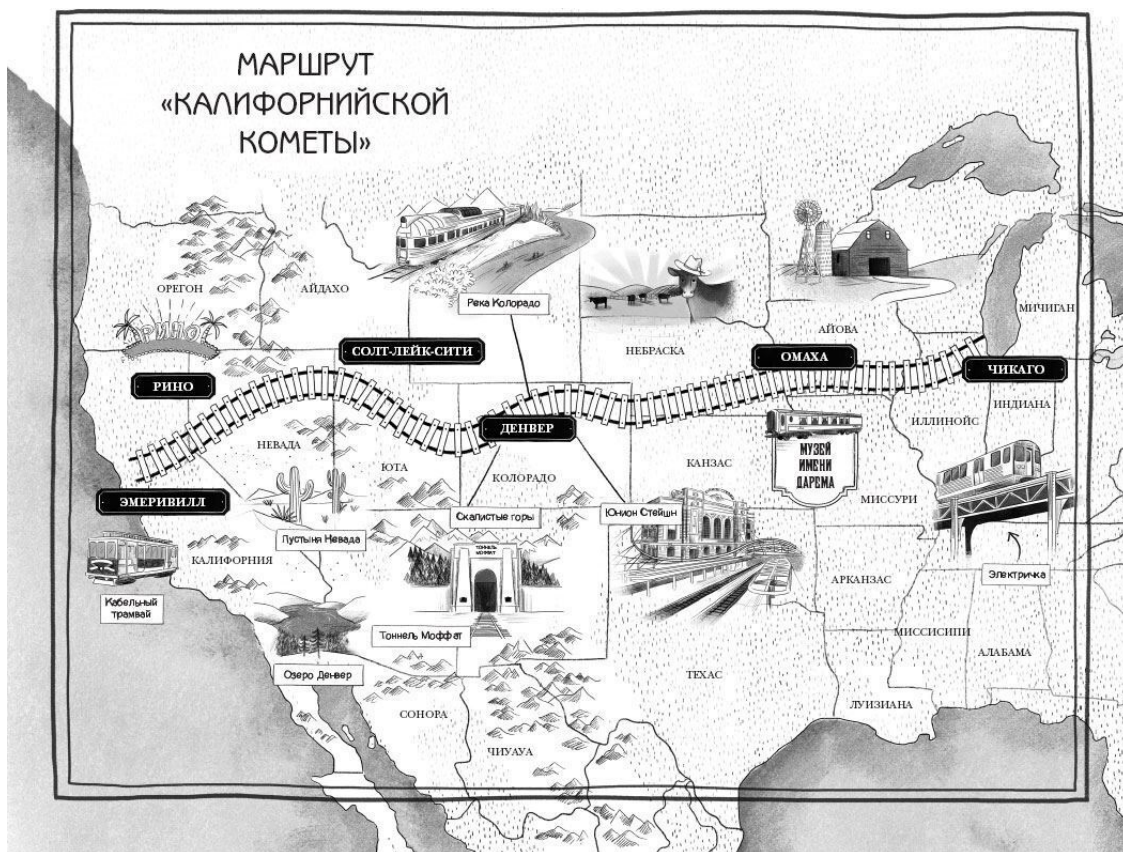 МАРШРУТ
«КАЛИФОРНИЙСКОЙ
КОМЕТЫ»
ОРЕГОН
АЙДАХО
Река Колорадо
МИЧИГАН
РИНО!
СОЛТ-ЛЕЙК-СИТИ
НЕБРАСКА
АЙОВА
ОМАХА
ЧИКАГО
РИНО
ИНДИАНА
ДЕНВЕР
ИЛЛИНОЙС
НЕВАДА
ЮТА
КОЛОРАДО
КАНЗАС
МУЗЕЙ
ИМЕНИ
ДАРЕМА
МИССУРИ
ЭМЕРИВИЛЛ
Скалистые горы
Юнион Стейшн
Пустыня Невада
КАЛИФОРНИЯ
ТОННЕЛЬ
МОФФАТ
АРКАНЗАС
Электричка
Кабельный
трамвай
Тоннель Моффат
МИССИСИПИ
АЛАБАМА
Озеро Денвер
ТЕХАС
СОНОРА
ЛУИЗИАНА
ЧИУАУА